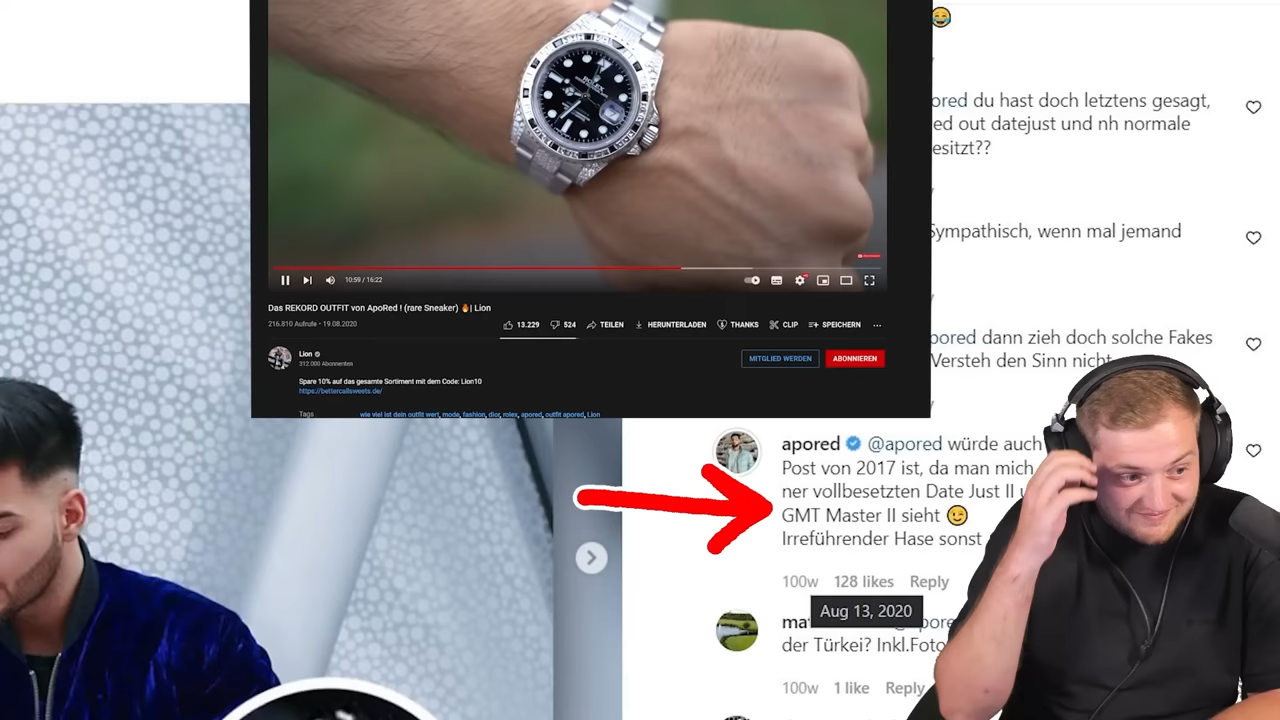 ROLEX
10:59 / 16:22
Das REKORD OUTFIT von ApoRed ! (rare Sneaker) 🔥| Lion
216.810 Aufrufe • 19.08.2020
13.229
524
TEILEN
HERUNTERLADEN
THANKS
CLIP
SPEICHERN
Lion
312.000 Abonnenten
MITGLIED WERDEN
ABONNIEREN
Spare 10% auf das gesamte Sortiment mit dem Code: Lion10
https://bettercallsweets.de/
Tags
wie viel ist dein outfit wert, mode, fashion, dior, rolex, apored, outfit apored, Lion
😂
ored du hast doch letztens gesagt,
ed out datejust und nh normale
esitzt??
Sympathisch, wenn mal jemand
pored dann zieh doch solche Fakes
Versteh den Sinn nicht
apored @apored würde auch
Post von 2017 ist, da man mich
ner vollbesetzten Date Just II u
GMT Master II sieht 😉
Irreführender Hase sonst
100w 128 likes Reply
Aug 13, 2020
ma
apore
der Türkei? Inkl.Foto
100w 1 like Reply